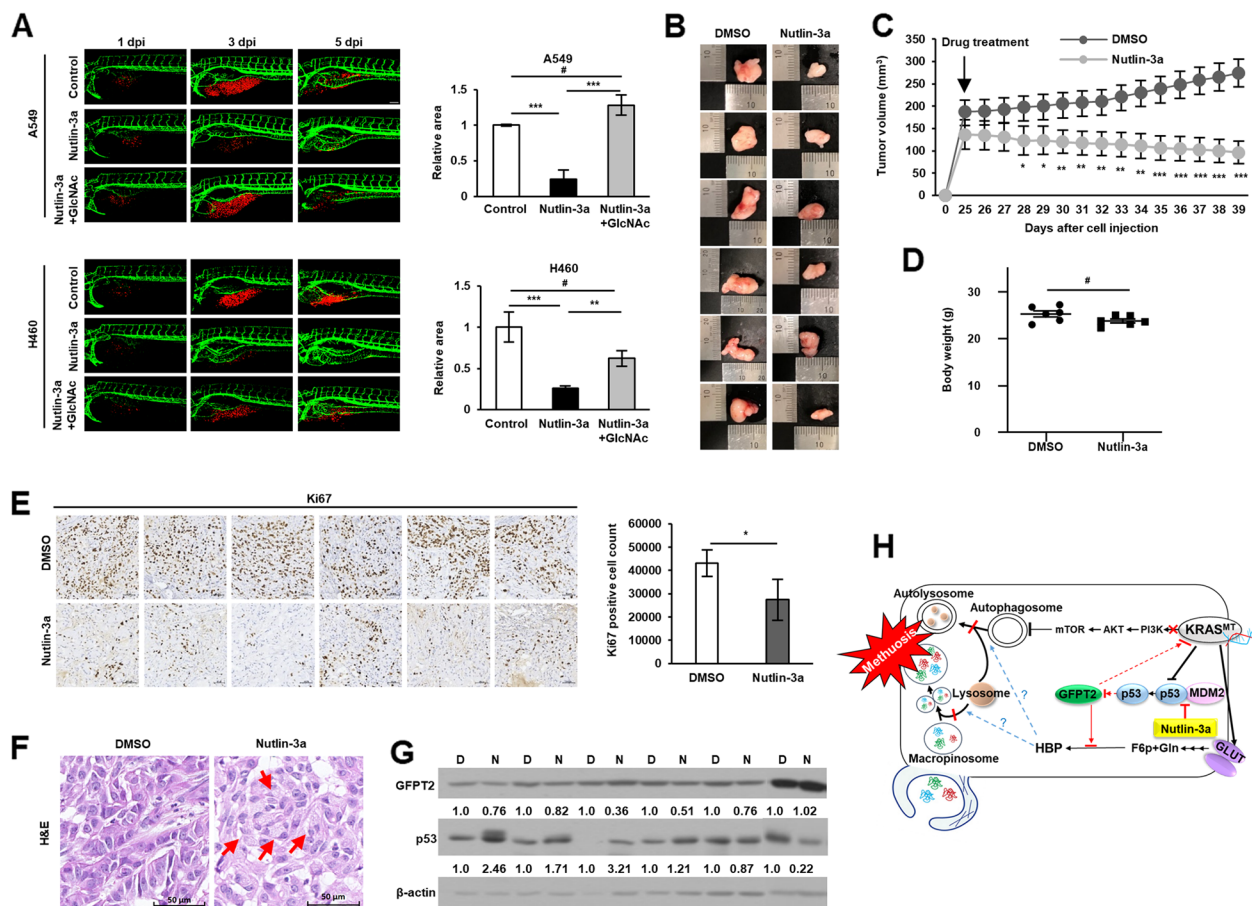 A
1 dpi 3 dpi 5 dpi
A549
Control
Nutlin-3a
Nutlin-3a
+GlcNAc
A549
#
*** ***
Relative area
1.5
1
0.5
0
Control Nutlin-3a Nutlin-3a
+GlcNAc
H460
Control
Nutlin-3a
Nutlin-3a
+GlcNAc
H460
#
*** **
Relative area
1.5
1
0.5
0
Control Nutlin-3a Nutlin-3a
+GlcNAc
B
DMSO Nutlin-3a
C
Drug treatment
DMSO
Nutlin-3a
Tumor volume (mm³)
350
300
250
200
150
100
50
0
* * ** ** ** ** ** *** *** *** *** ***
0 25 26 27 28 29 30 31 32 33 34 35 36 37 38 39
Days after cell injection
D
#
Body weight (g)
30
20
10
0
DMSO Nutlin-3a
E
Ki67
DMSO
Nutlin-3a
Ki67 positive cell count
60000
50000
40000
30000
20000
10000
0
*
DMSO Nutlin-3a
F
DMSO Nutlin-3a
H&E
50 μm 50 μm
G
D N D N D N D N D N D N
GFPT2
1.0 0.76 1.0 0.82 1.0 0.36 1.0 0.51 1.0 0.76 1.0 1.02
p53
1.0 2.46 1.0 1.71 1.0 3.21 1.0 1.21 1.0 0.87 1.0 0.22
β-actin
H
Autolysosome
Autophagosome
mTOR AKT PI3K KRASᴹᵀ
Methuosis
Lysosome
GFPT2 p53 p53 MDM2
? ?
Nutlin-3a
Macropinosome
HBP F6p+Gln GLUT